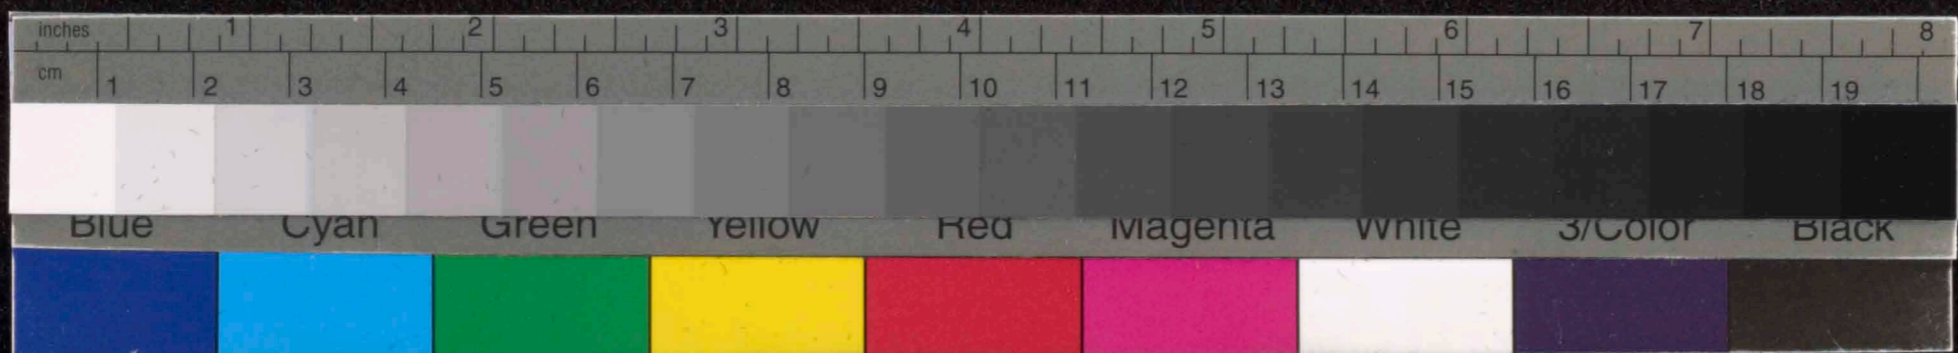 inches 1 2 3 4 5 6 7 8
cm 1 2 3 4 5 6 7 8 9 10 11 12 13 14 15 16 17 18 19
Blue Cyan Green Yellow Red Magenta White 3/Color Black